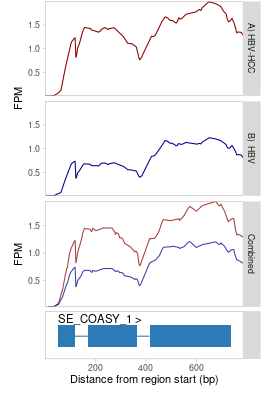 1.5
1.0
0.5
FPM
A) HBV-HCC
1.5
1.0
0.5
B) HBV
1.5
1.0
0.5
FPM
Combined
SE_COASY_1 >
200 400 600
Distance from region start (bp)